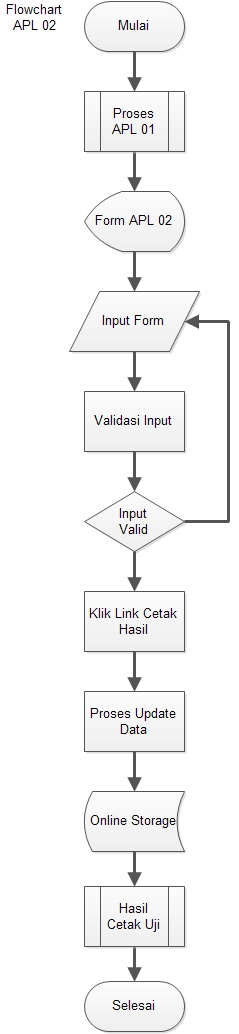 Flowchart
APL 02
Mulai
Proses
APL 01
Form APL 02
Input Form
Validasi Input
Input
Valid
Klik Link Cetak
Hasil
Proses Update
Data
Online Storage
Hasil
Cetak Uji
Selesai